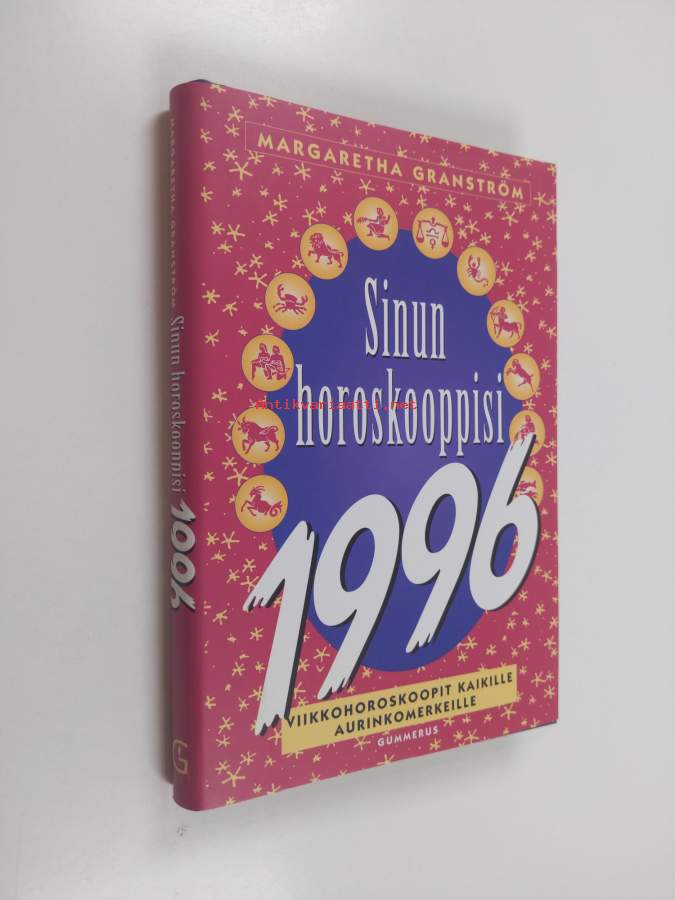 MARGARETHA GRANSTRÖM
Sinun
horoskooppisi
1996
VIIKKOHOROSKOOPIT KAIKILLE
AURINKOMERKEILLE
GUMMERUS
MARGARETHA GRANSTRÖM Sinun horoskooppisi 1996
G
antikvariaatti.net